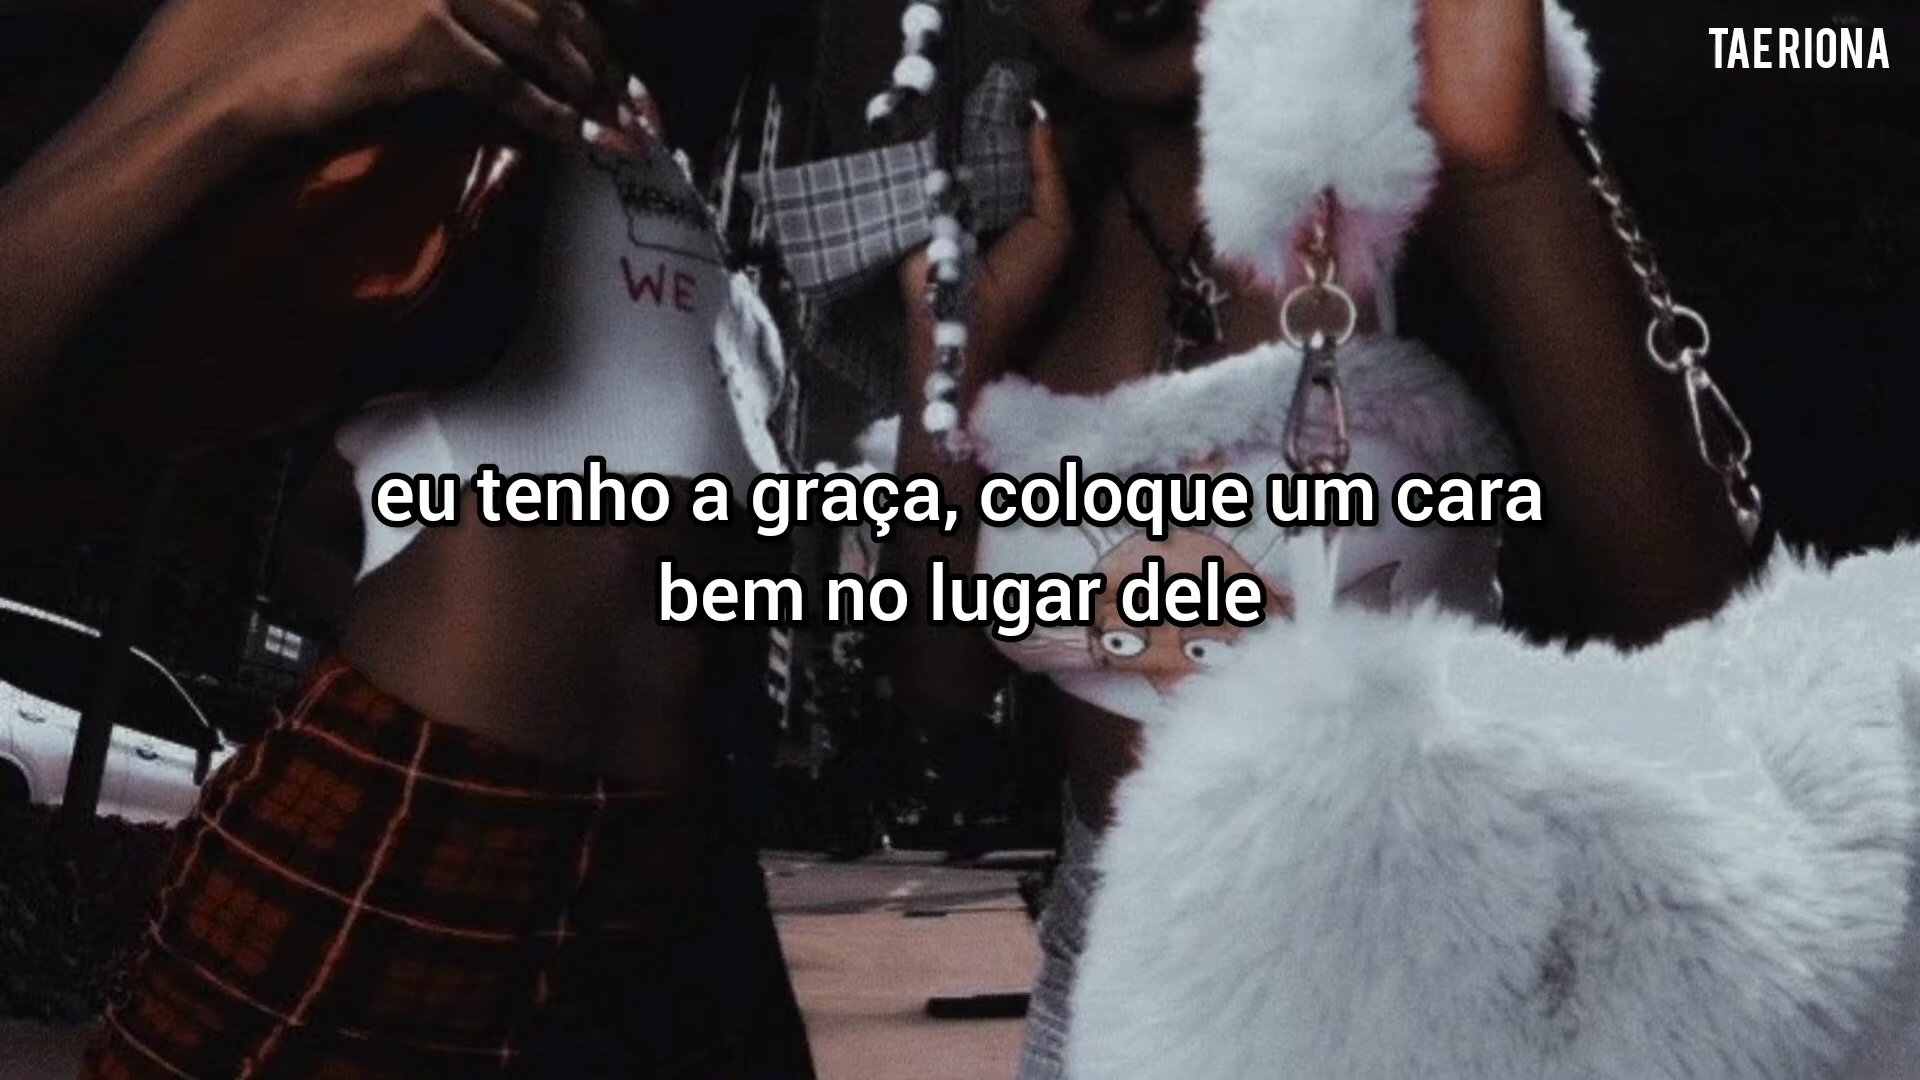 TAERIONA
WE
eu tenho a graça, coloque um cara
bem no lugar dele